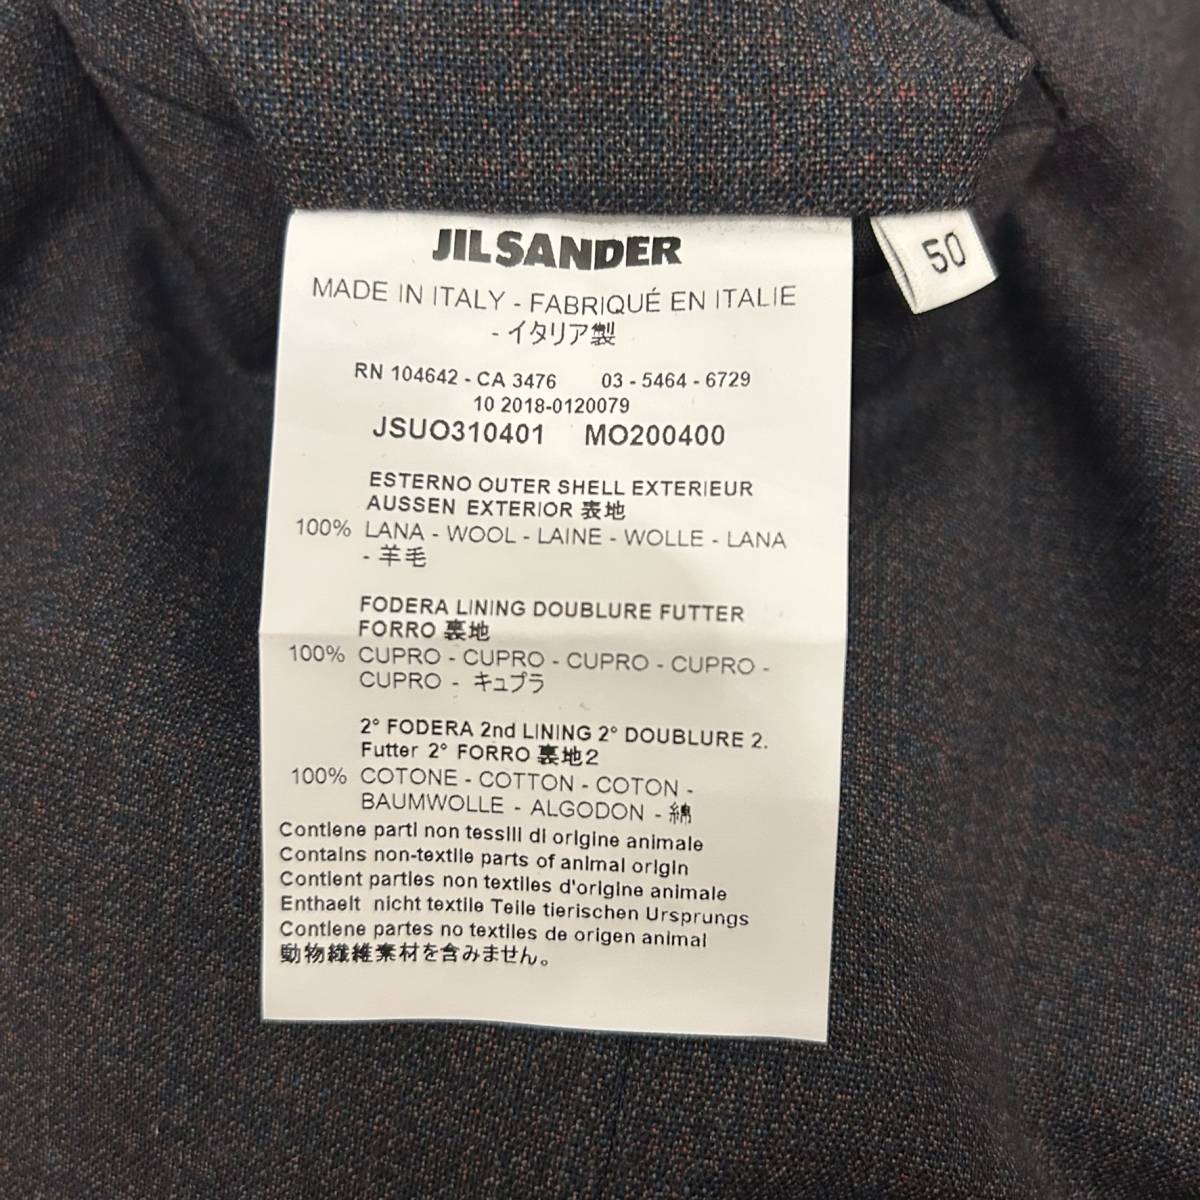 JIL SANDER
50
MADE IN ITALY - FABRIQUÉ EN ITALIE
- イタリア製
RN 104642 - CA 3476 03 - 5464 - 6729
10 2018-0120079
JSUO310401 MO200400
ESTERNO OUTER SHELL EXTERIEUR
AUSSEN EXTERIOR 表地
100% LANA - WOOL - LAINE - WOLLE - LANA
- 羊毛
FODERA LINING DOUBLURE FUTTER
FORRO 裏地
100% CUPRO - CUPRO - CUPRO - CUPRO -
CUPRO - キュプラ
2° FODERA 2nd LINING 2° DOUBLURE 2.
Futter 2° FORRO 裏地2
100% COTONE - COTTON - COTON -
BAUMWOLLE - ALGODON - 綿
Contiene parti non tessili di origine animale
Contains non-textile parts of animal origin
Contient parties non textiles d'origine animale
Enthaelt nicht textile Teile tierischen Ursprungs
Contiene partes no textiles de origen animal
動物繊維素材を含みません。